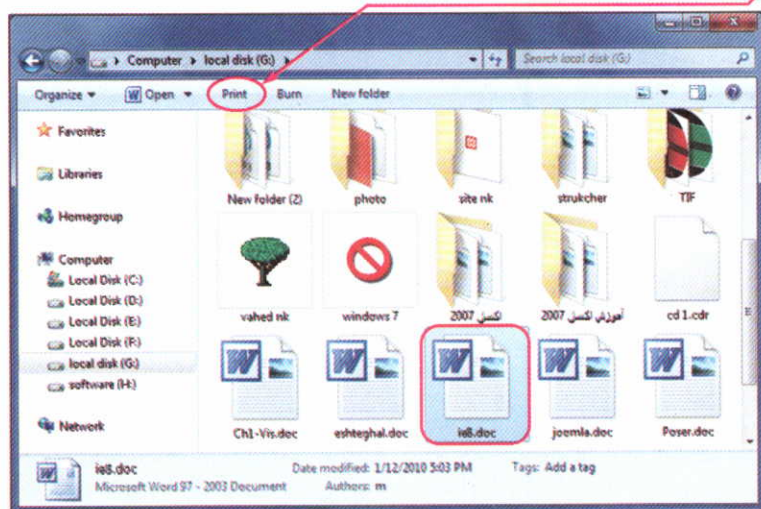 Computer ▸ local disk (G:) ▸ Search local disk (G:)
Organize ▾ Open ▾ Print Burn New folder
Favorites
Libraries
Homegroup
Computer
Local Disk (C:)
Local Disk (D:)
Local Disk (E:)
Local Disk (F:)
local disk (G:)
software (H:)
Network
New folder (2) photo site nk strukcher TIF
vahed nk windows 7 اکسل 2007 آموزش اکسل 2007 cd 1.cdr
Ch1-Vis.doc eshteghal.doc ie8.doc joomla.doc Poser.doc
ie8.doc Date modified: 1/12/2010 5:03 PM Tags: Add a tag
Microsoft Word 97 - 2003 Document Authors: m